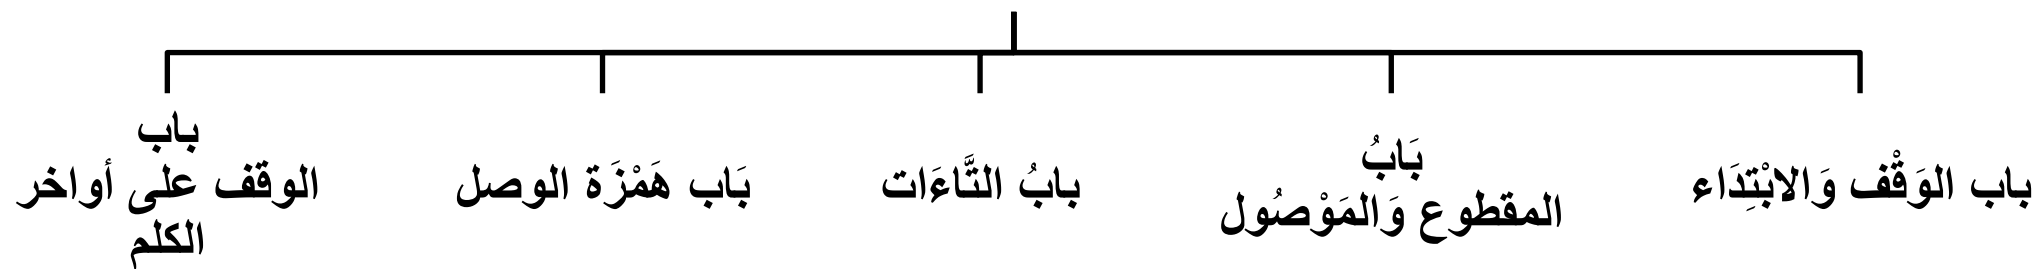 باب الوَقْف وَالابْتِدَاء
بَابُ
المقطوع وَالمَوْصُول
بابُ التَّاءَات
بَاب هَمْزَة الوصل
باب
الوقف على أواخر
الكلم